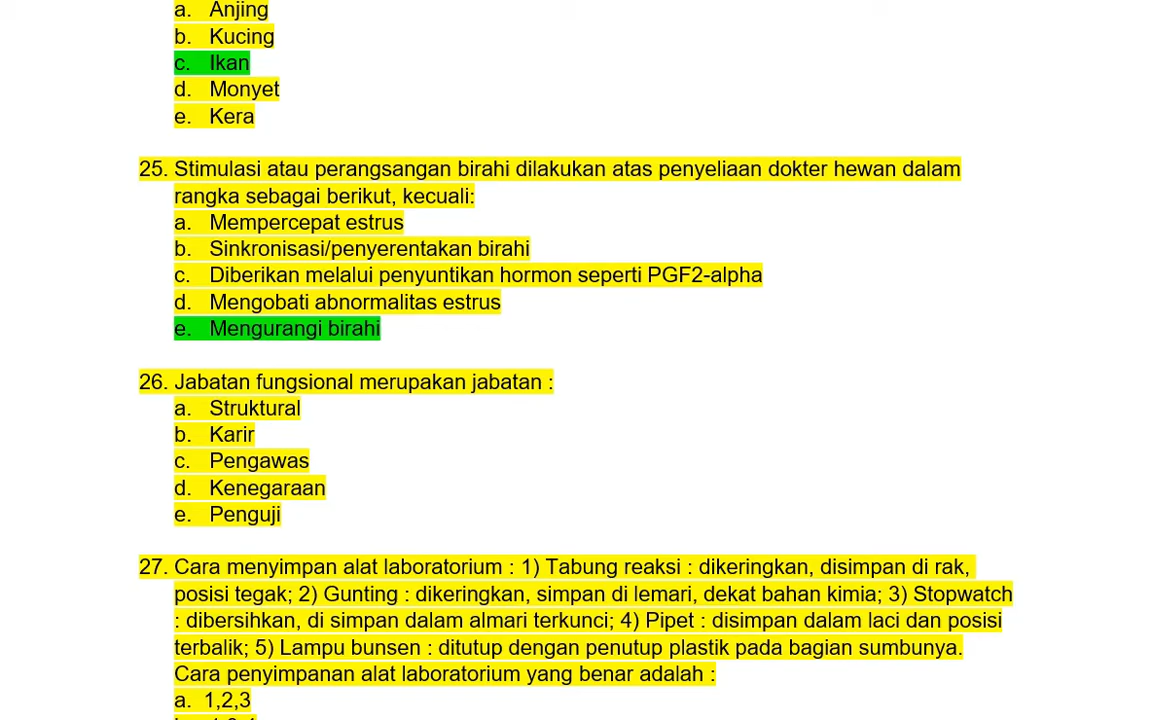 a. Anjing
b. Kucing
c. Ikan
d. Monyet
e. Kera
25. Stimulasi atau perangsangan birahi dilakukan atas penyeliaan dokter hewan dalam
rangka sebagai berikut, kecuali:
a. Mempercepat estrus
b. Sinkronisasi/penyerentakan birahi
c. Diberikan melalui penyuntikan hormon seperti PGF2-alpha
d. Mengobati abnormalitas estrus
e. Mengurangi birahi
26. Jabatan fungsional merupakan jabatan :
a. Struktural
b. Karir
c. Pengawas
d. Kenegaraan
e. Penguji
27. Cara menyimpan alat laboratorium : 1) Tabung reaksi : dikeringkan, disimpan di rak,
posisi tegak; 2) Gunting : dikeringkan, simpan di lemari, dekat bahan kimia; 3) Stopwatch
: dibersihkan, di simpan dalam almari terkunci; 4) Pipet : disimpan dalam laci dan posisi
terbalik; 5) Lampu bunsen : ditutup dengan penutup plastik pada bagian sumbunya.
Cara penyimpanan alat laboratorium yang benar adalah :
a. 1,2,3